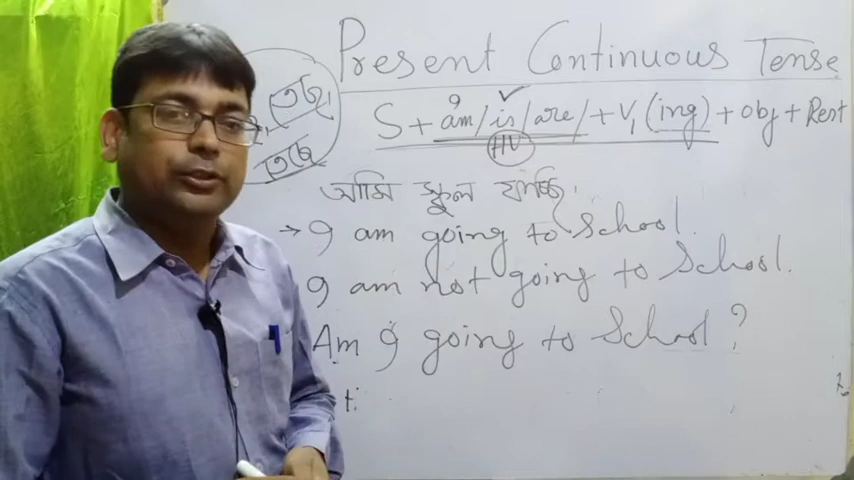 Present Continuous Tense
S + am/is/are/ + V₁ (ing) + obj + Rest
HV
আমি স্কুল যাচ্ছি।
→ I am going to School.
I am not going to School.
Am I going to School?